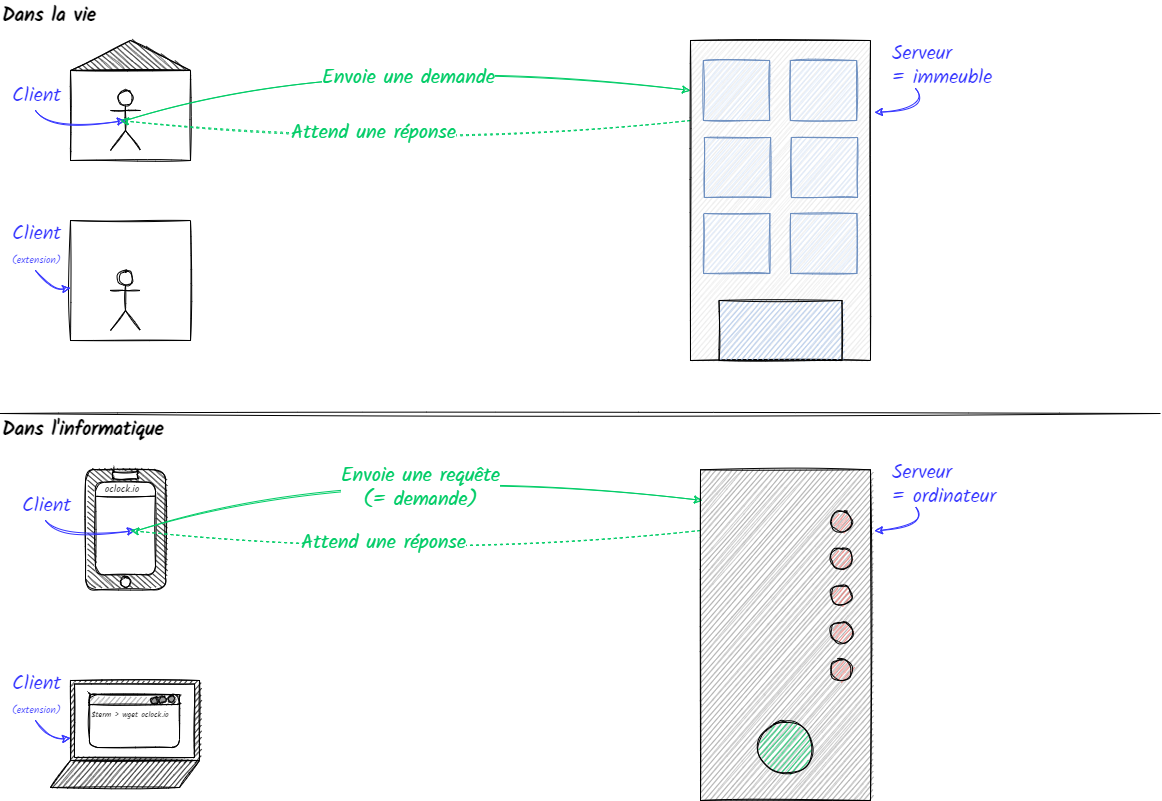 Dans la vie
Client
Envoie une demande
Attend une réponse
Serveur
= immeuble
Client
(extension)
Dans l'informatique
oclock.io
Client
Envoie une requête
(= demande)
Attend une réponse
Serveur
= ordinateur
Client
(extension)
$term > wget oclock.io